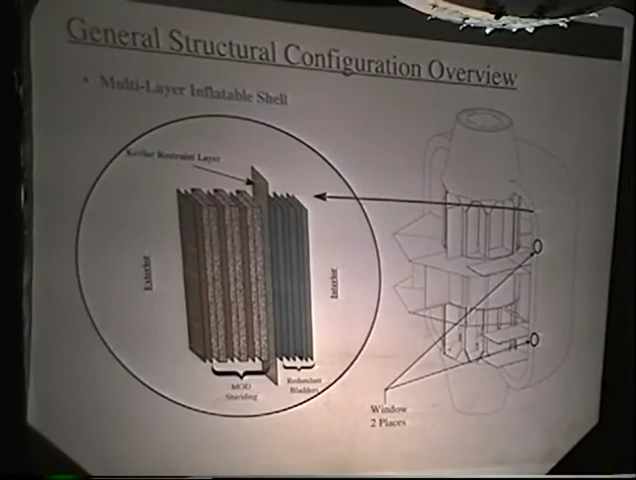 General Structural Configuration Overview
• Multi-Layer Inflatable Shell
Kevlar Restraint Layer
Exterior
Interior
MOD
Shielding
Redundant
Bladders
Window
2 Places